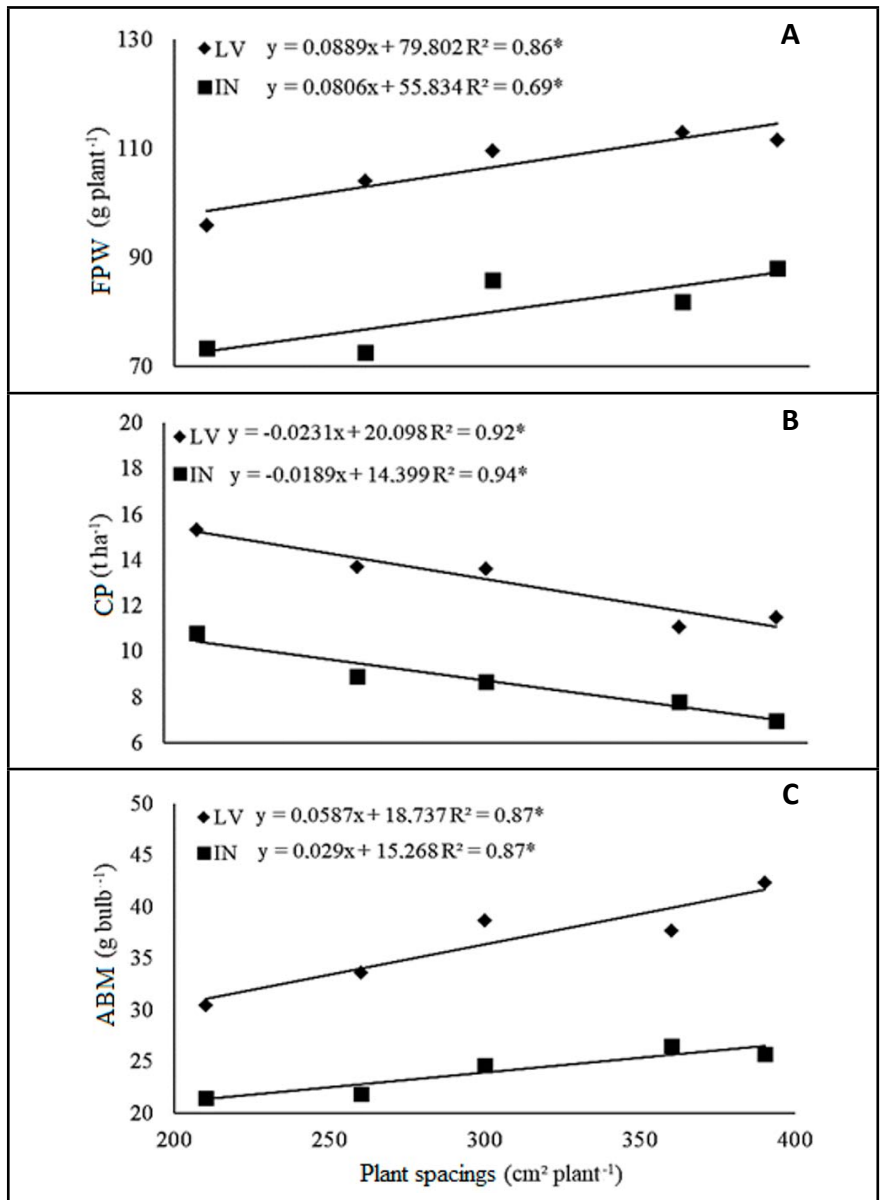 A
130
LV y = 0.0889x + 79.802 R² = 0.86*
IN y = 0.0806x + 55.834 R² = 0.69*
110
90
70
FPW (g plant⁻¹)
B
20
LV y = -0.0231x + 20.098 R² = 0.92*
18
IN y = -0.0189x + 14.399 R² = 0.94*
16
14
12
10
8
6
CP (t ha⁻¹)
C
50
LV y = 0.0587x + 18.737 R² = 0.87*
45
IN y = 0.029x + 15.268 R² = 0.87*
40
35
30
25
20
ABM (g bulb⁻¹)
200 250 300 350 400
Plant spacings (cm² plant⁻¹)